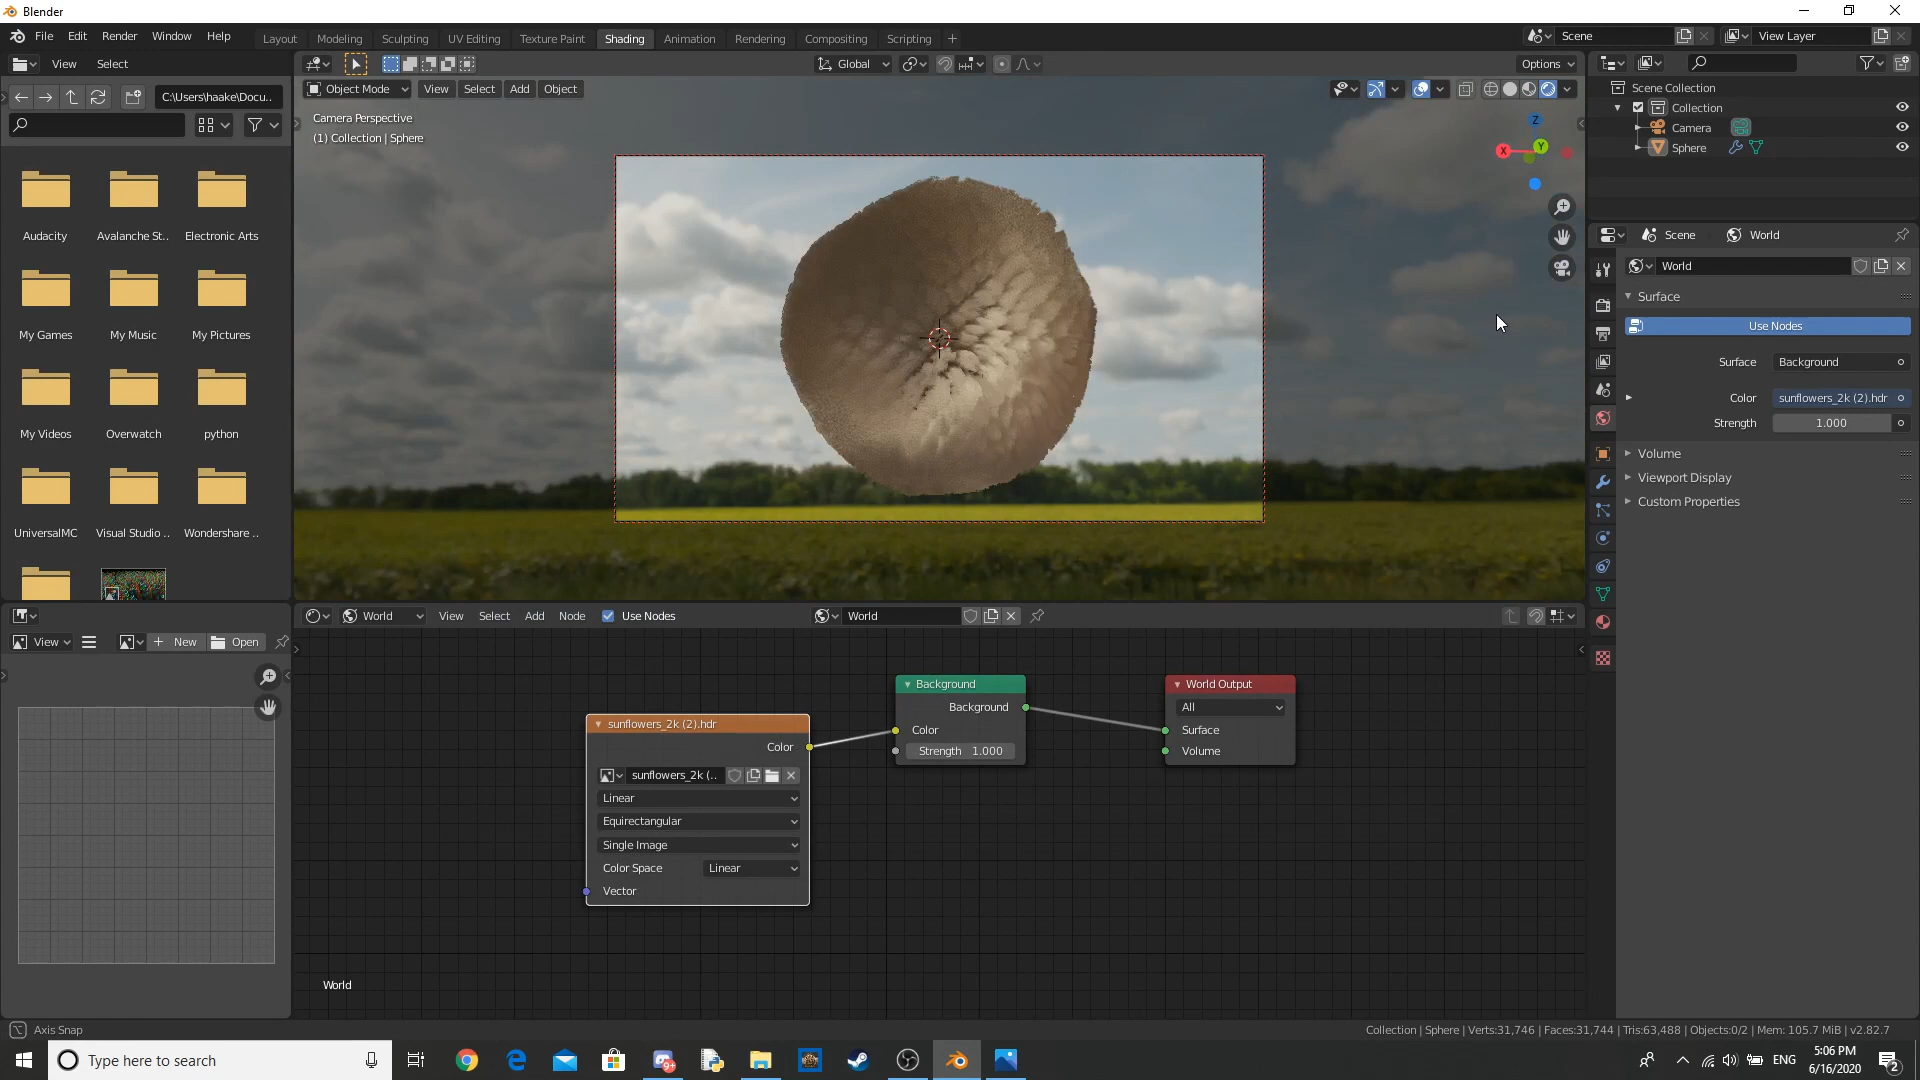 Blender
File Edit Render Window Help
Layout Modeling Sculpting UV Editing Texture Paint Shading Animation Rendering Compositing Scripting
Scene View Layer
View Select
Global
Options
C:\Users\haake\Docu..
Object Mode View Select Add Object
Camera Perspective
(1) Collection | Sphere
Z
X
Y
Scene Collection
Collection
Camera
Sphere
Audacity
Avalanche St..
Electronic Arts
My Games
My Music
My Pictures
My Videos
Overwatch
python
UniversalMC
Visual Studio ..
Wondershare ..
Scene World
World
Surface
Use Nodes
Surface Background
Color sunflowers_2k (2).hdr
Strength 1.000
Volume
Viewport Display
Custom Properties
World View Select Add Node Use Nodes World
View New Open
sunflowers_2k (2).hdr
Color
sunflowers_2k (..
Linear
Equirectangular
Single Image
Color Space Linear
Vector
Background
Background
Color
Strength 1.000
World Output
All
Surface
Volume
World
Axis Snap
Collection | Sphere | Verts:31,746 | Faces:31,744 | Tris:63,488 | Objects:0/2 | Mem: 105.7 MiB | v2.82.7
Type here to search
9+
ENG
5:06 PM
6/16/2020
2